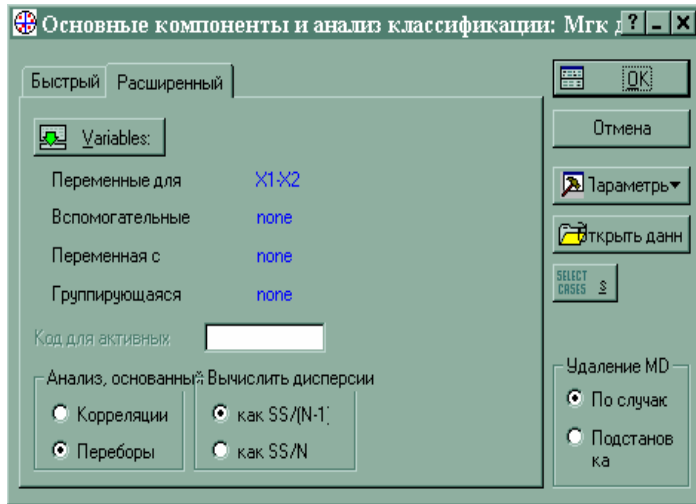 Основные компоненты и анализ классификации: Мгк д
Быстрый Расширенный
Variables:
Переменные для X1-X2
Вспомогательные none
Переменная с none
Группирующаяся none
Код для активных
Анализ, основанный
Корреляции
Переборы
Вычислить дисперсии
как SS/(N-1)
как SS/N
OK
Отмена
Параметры
Открыть данн
SELECT
CASES S
Удаление MD
По случак
Подстанов
ка